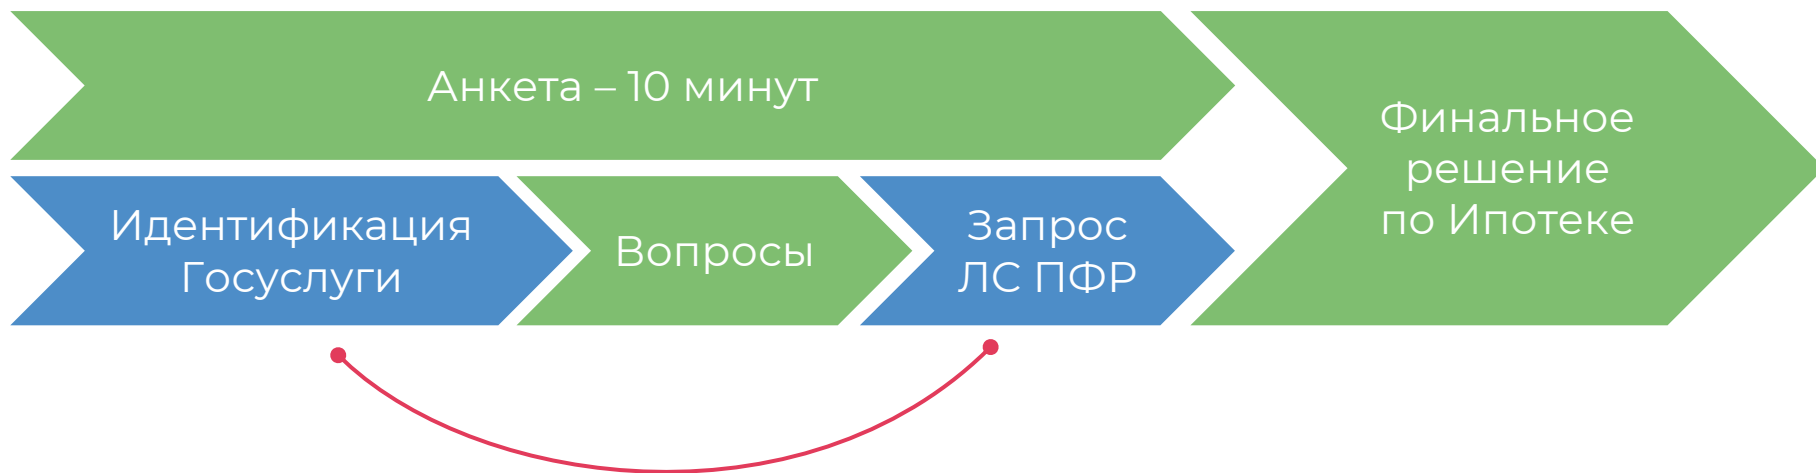 Анкета – 10 минут
Идентификация
Госуслуги
Вопросы
Запрос
ЛС ПФР
Финальное
решение
по Ипотеке